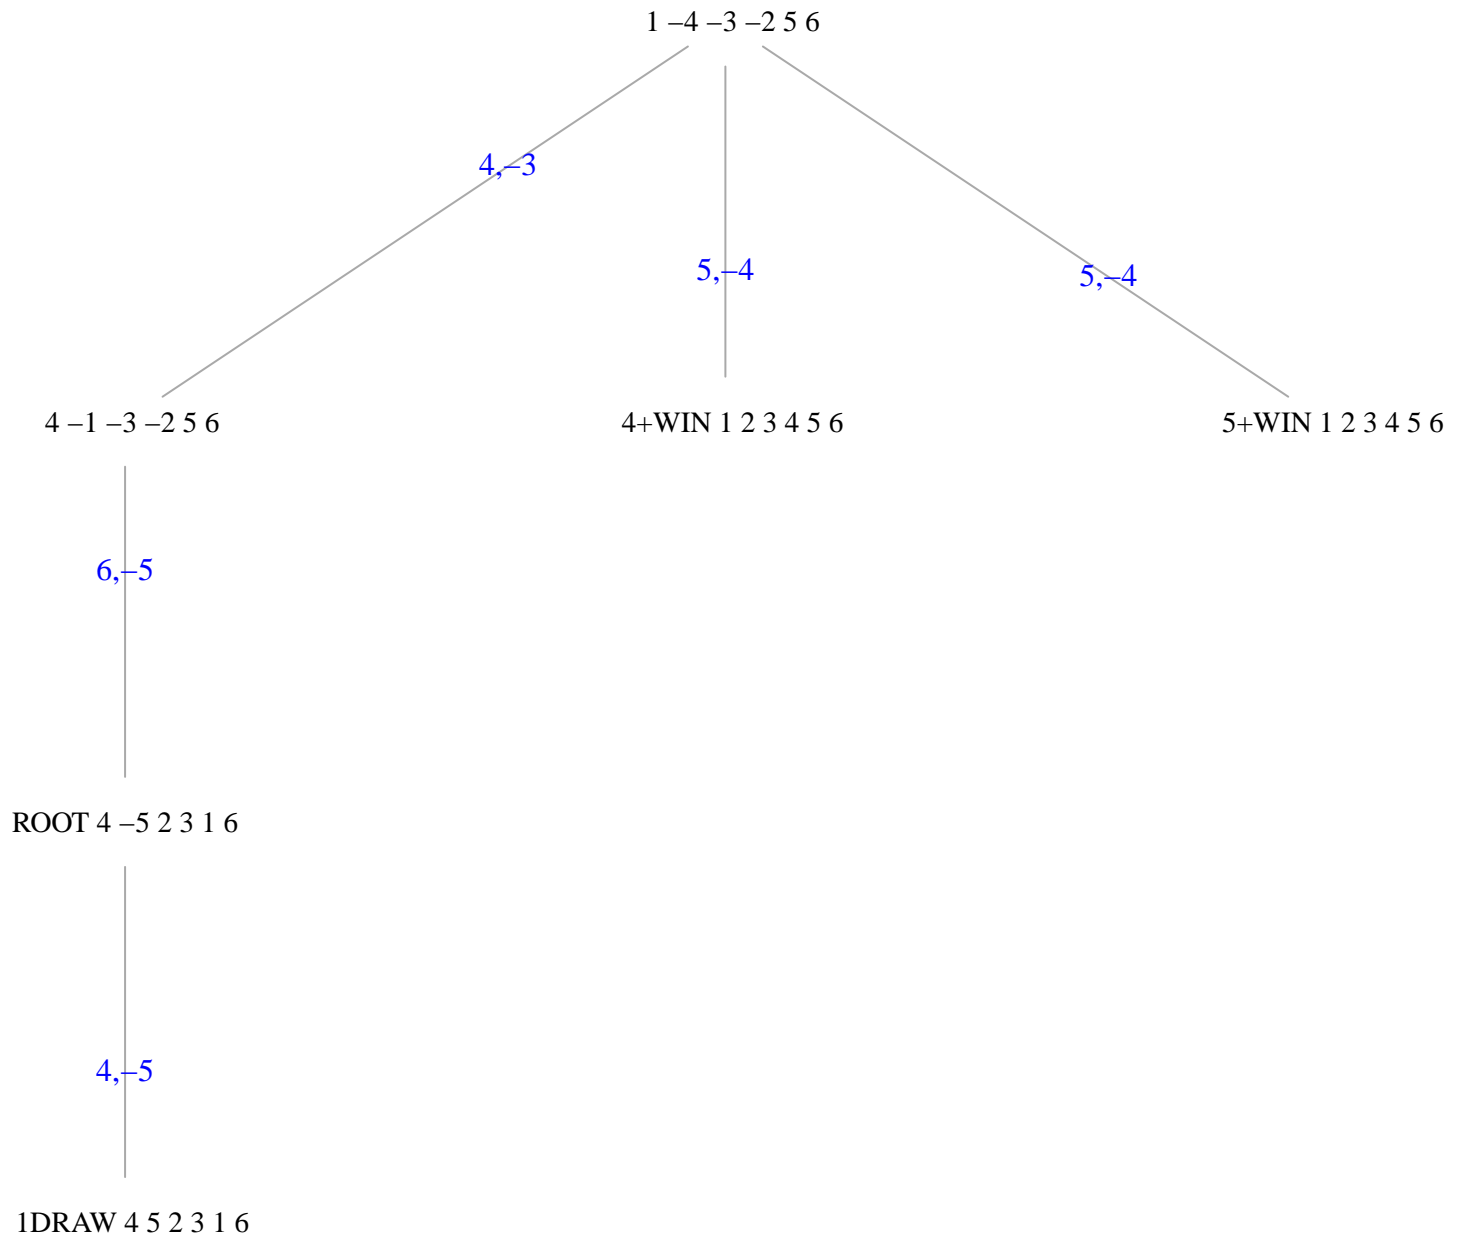 1 –4 –3 –2 5 6
4,–3
5,–4
5,–4
4 –1 –3 –2 5 6
4+WIN 1 2 3 4 5 6
5+WIN 1 2 3 4 5 6
6,–5
ROOT 4 –5 2 3 1 6
4,–5
1DRAW 4 5 2 3 1 6